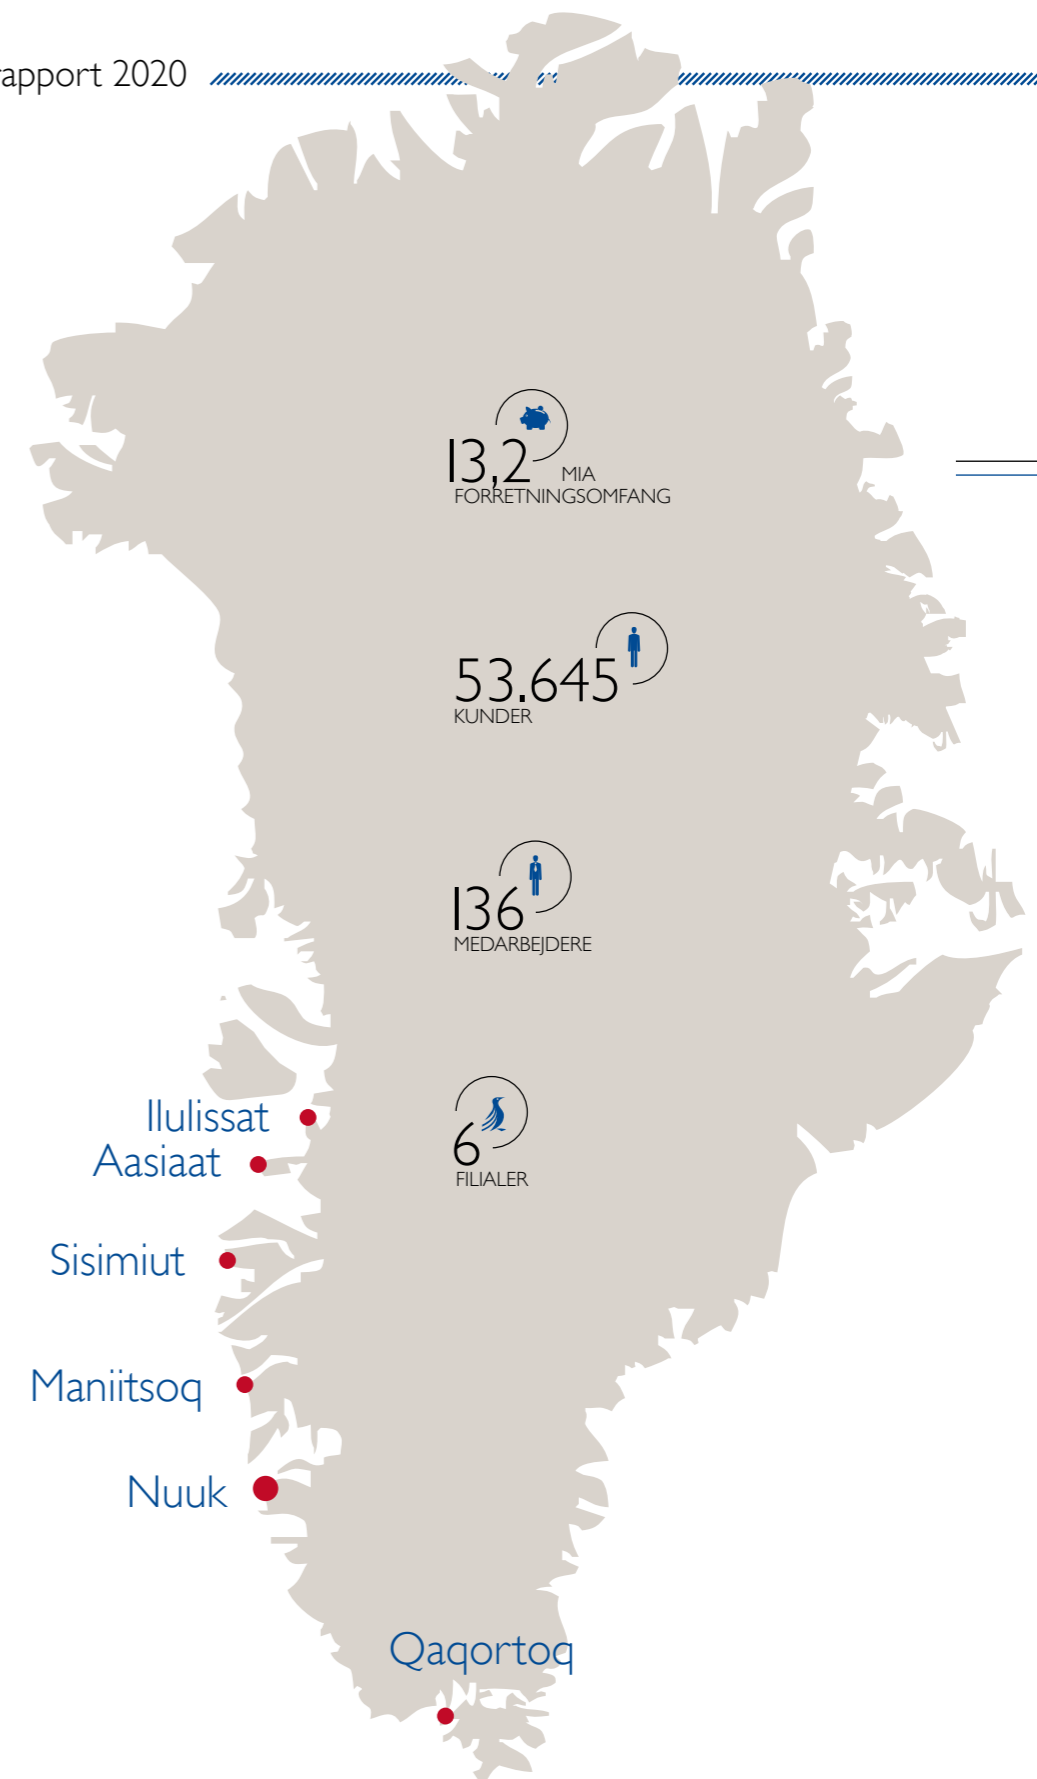 rapport 2020
13,2 MIA
FORRETNINGSOMFANG
53.645
KUNDER
136
MEDARBEJDERE
6
FILIALER
Ilulissat
Aasiaat
Sisimiut
Maniitsoq
Nuuk
Qaqortoq